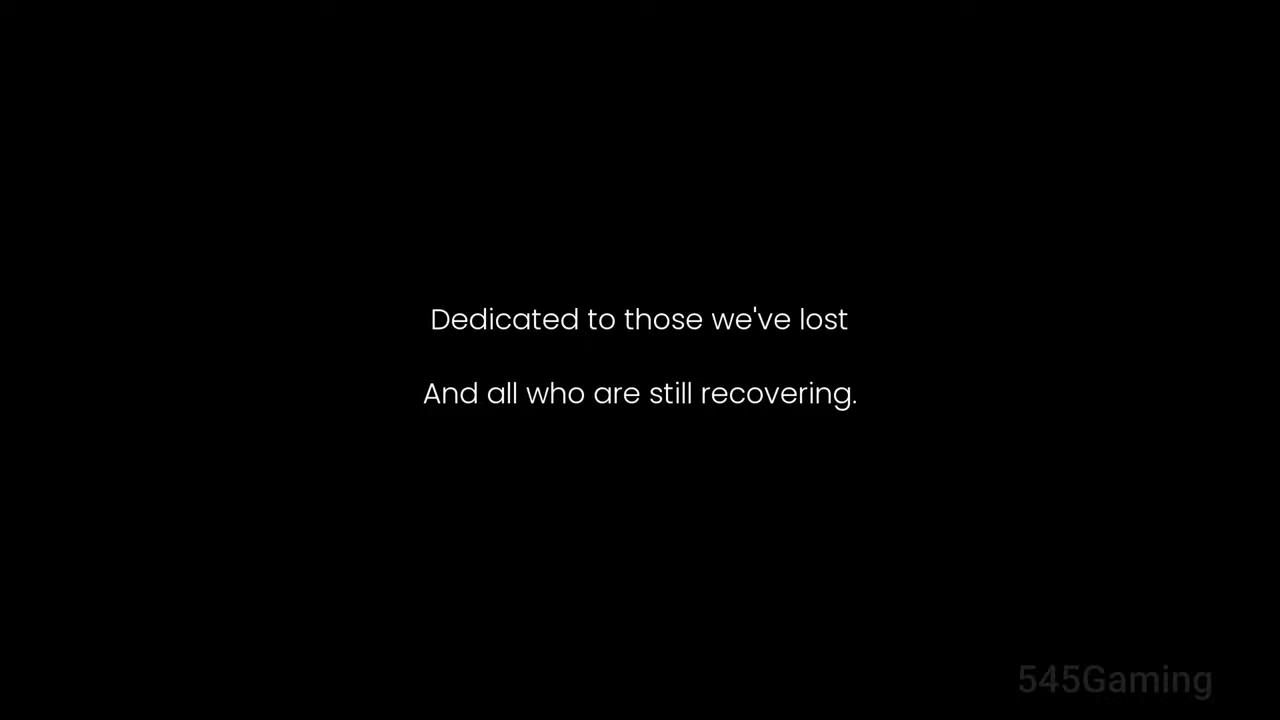 Dedicated to those we've lost
And all who are still recovering.
545Gaming